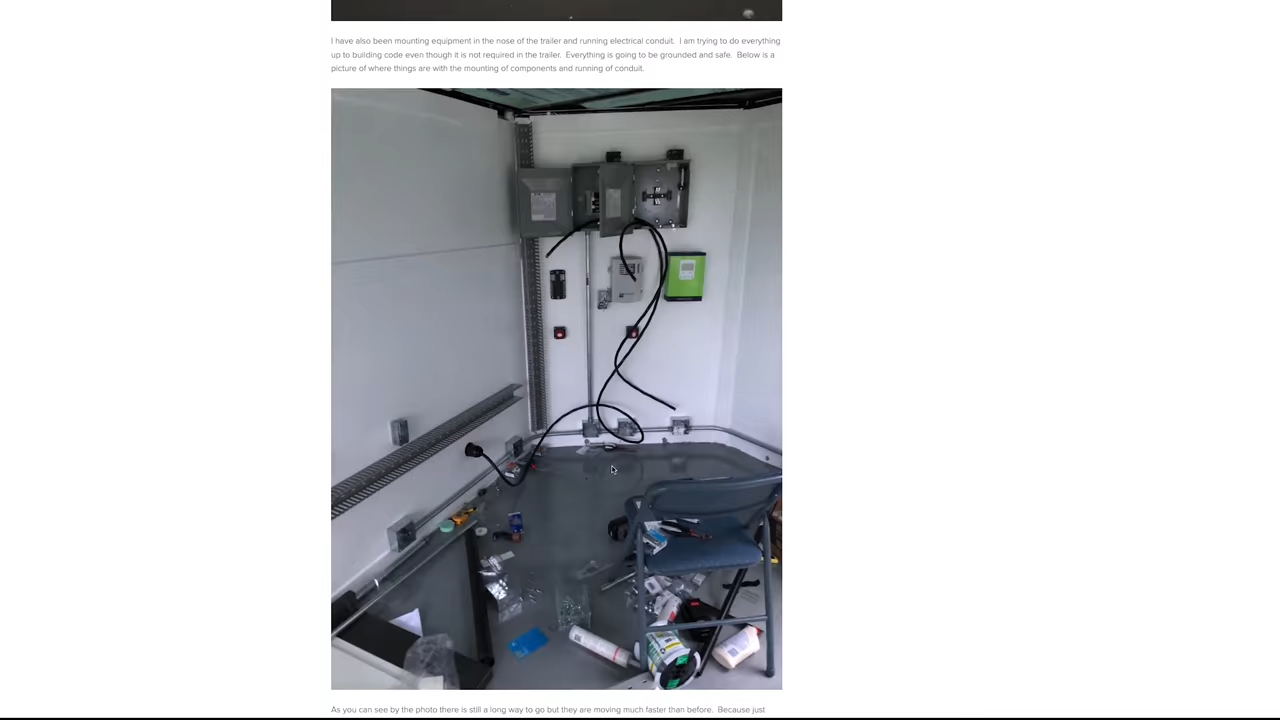 I have also been mounting equipment in the nose of the trailer and running electrical conduit.  I am trying to do everything
up to building code even though it is not required in the trailer.  Everything is going to be grounded and safe.  Below is a
picture of where things are with the mounting of components and running of conduit.
As you can see by the photo there is still a long way to go but they are moving much faster than before.  Because just